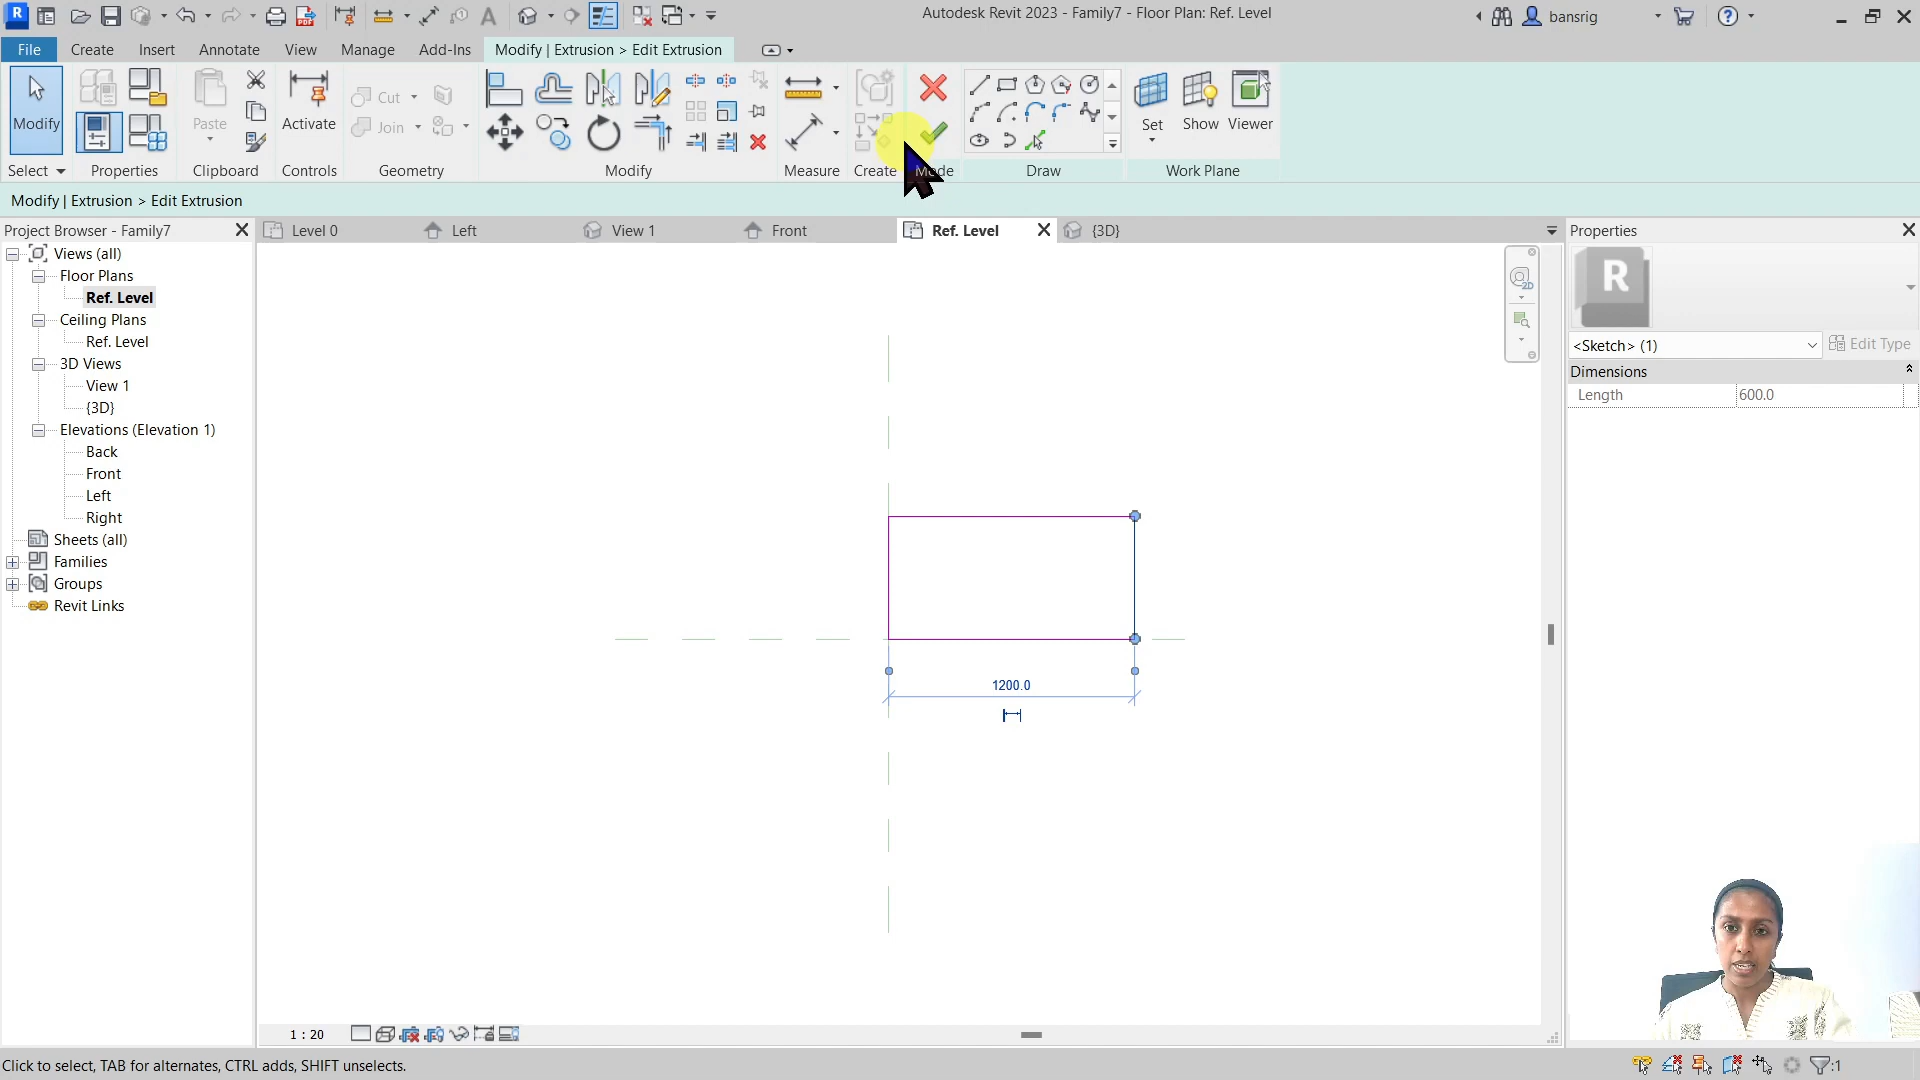 Autodesk Revit 2023 - Family7 - Floor Plan: Ref. Level
bansrig
File
Create
Insert
Annotate
View
Manage
Add-Ins
Modify | Extrusion > Edit Extrusion
Modify
Paste
Activate
Cut
Join
Set
Show
Viewer
Select
Properties
Clipboard
Controls
Geometry
Modify
Measure
Create
Mode
Draw
Work Plane
Modify | Extrusion > Edit Extrusion
Project Browser - Family7
Level 0
Left
View 1
Front
Ref. Level
{3D}
Properties
Views (all)
Floor Plans
Ref. Level
Ceiling Plans
Ref. Level
3D Views
View 1
{3D}
Elevations (Elevation 1)
Back
Front
Left
Right
Sheets (all)
Families
Groups
Revit Links
2D
1200.0
R
<Sketch> (1)
Edit Type
Dimensions
Length
600.0
1 : 20
Click to select, TAB for alternates, CTRL adds, SHIFT unselects.
:1